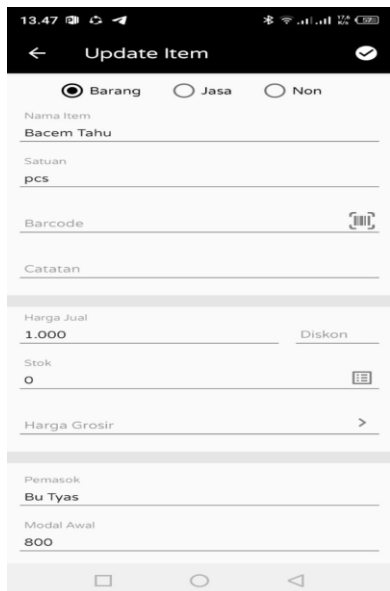 13.47
Update Item
Barang Jasa Non
Nama Item
Bacem Tahu
Satuan
pcs
Barcode
Catatan
Harga Jual
1.000 Diskon
Stok
0
Harga Grosir
Pemasok
Bu Tyas
Modal Awal
800